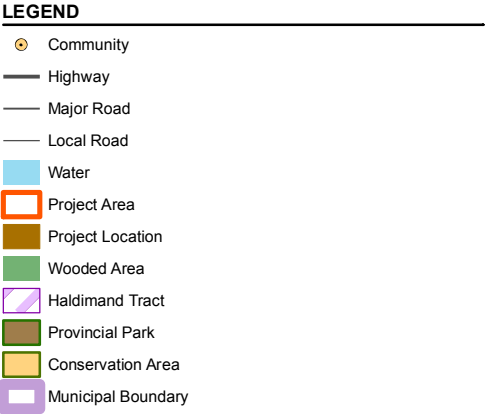 LEGEND
Community
Highway
Major Road
Local Road
Water
Project Area
Project Location
Wooded Area
Haldimand Tract
Provincial Park
Conservation Area
Municipal Boundary